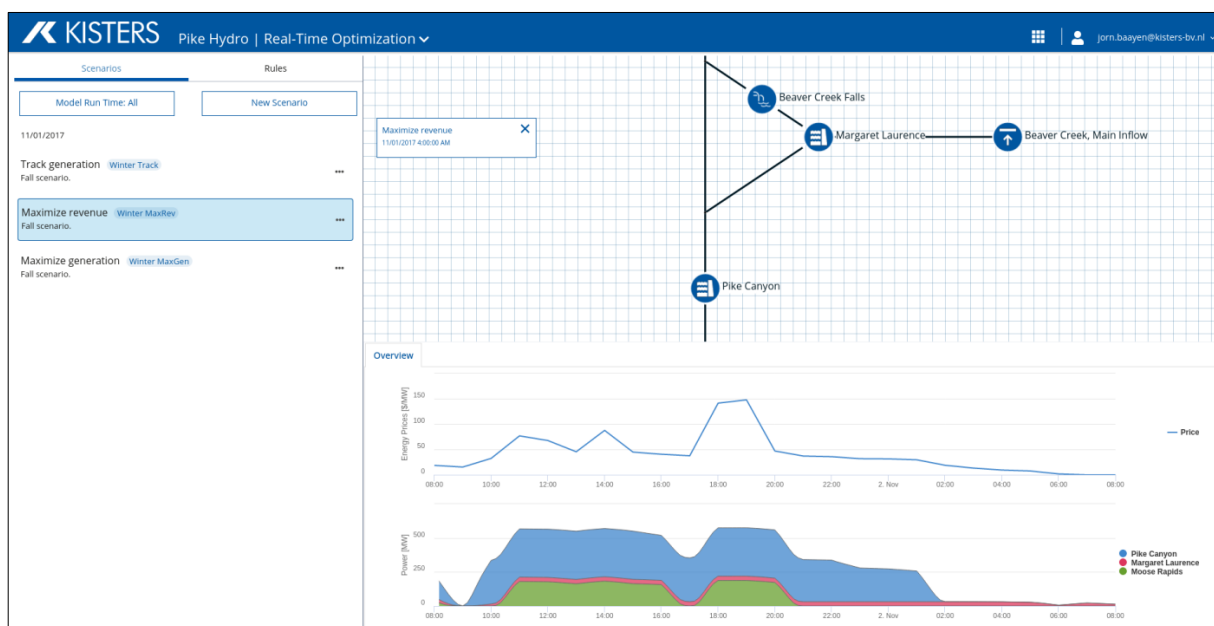 KISTERS Pike Hydro | Real-Time Optimization jorn.baayen@kisters-bv.nl
Scenarios Rules
Model Run Time: All New Scenario
11/01/2017
Track generation Winter Track
Fall scenario.
Maximize revenue Winter MaxRev
Fall scenario.
Maximize generation Winter MaxGen
Fall scenario.
Maximize revenue
11/01/2017 4:00:00 AM
Beaver Creek Falls
Margaret Laurence Beaver Creek, Main Inflow
Pike Canyon
Overview
Energy Prices [$/MW]
150
100
50
0
08:00 10:00 12:00 14:00 16:00 18:00 20:00 22:00 2. Nov 02:00 04:00 06:00 08:00
Price
Power [MW]
500
250
0
08:00 10:00 12:00 14:00 16:00 18:00 20:00 22:00 2. Nov 02:00 04:00 06:00 08:00
Pike Canyon
Margaret Laurence
Moose Rapids